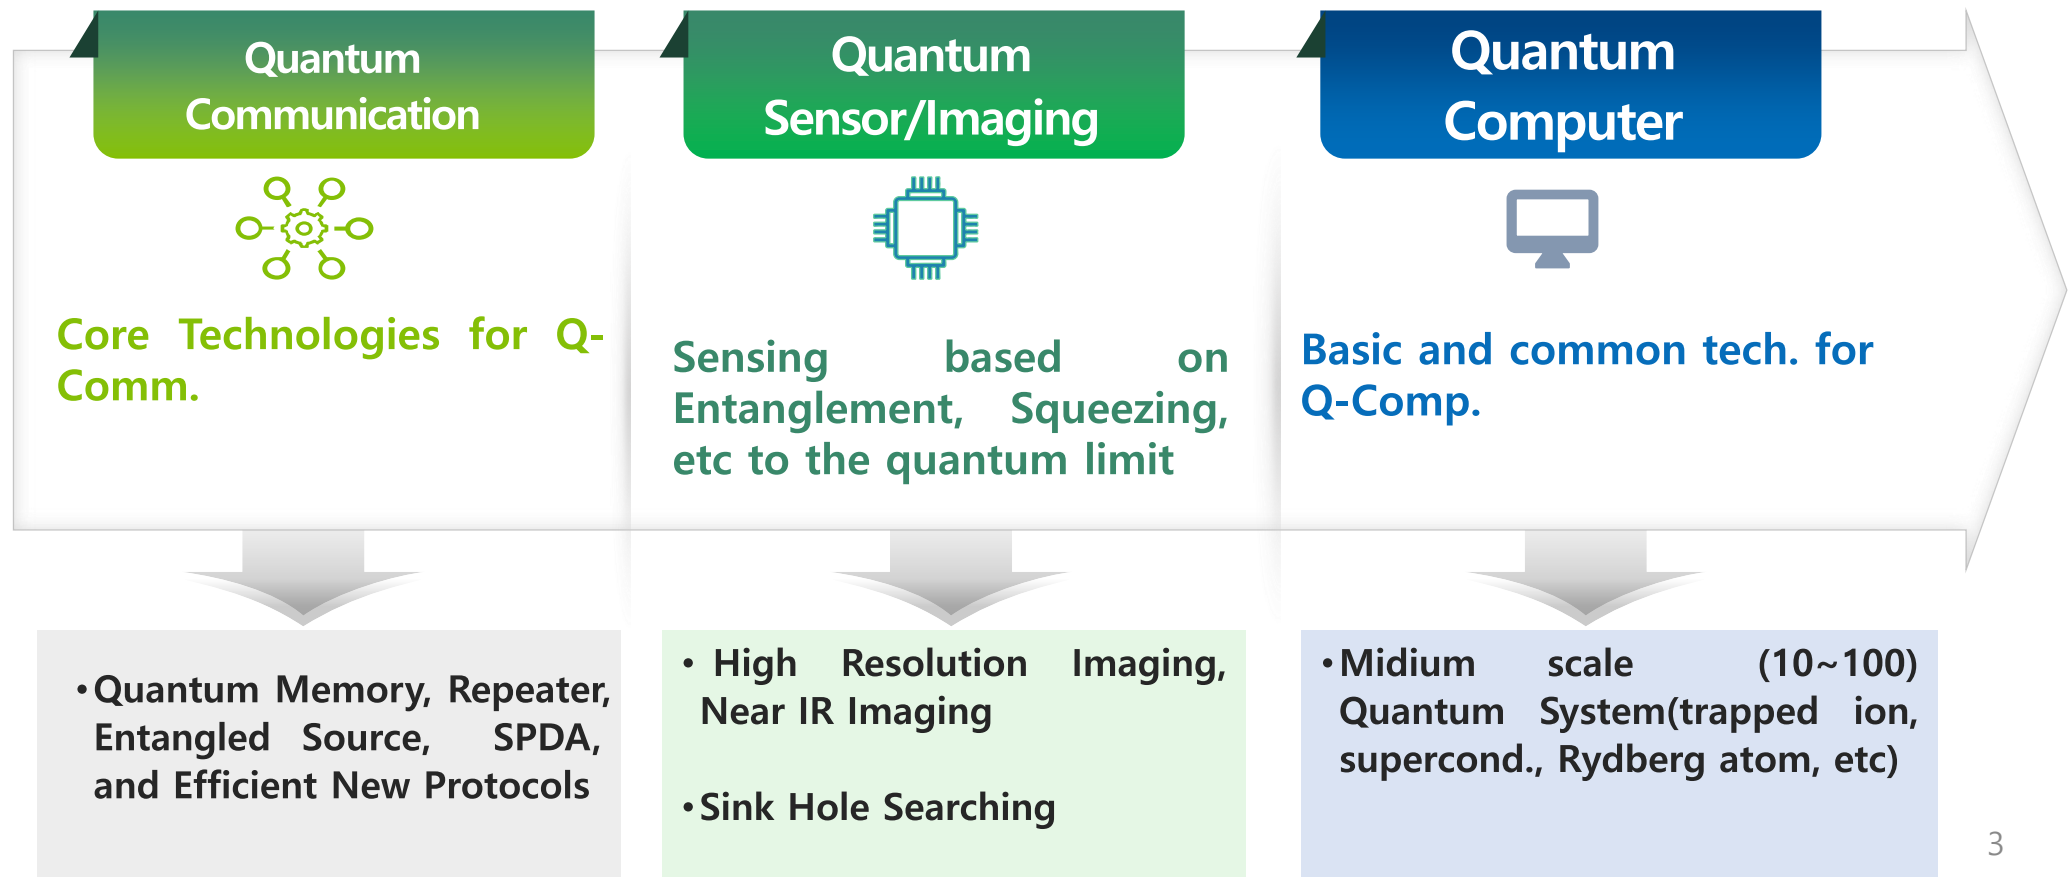 Quantum
Communication
Core Technologies for Q-
Comm.
• Quantum Memory, Repeater,
Entangled Source, SPDA,
and Efficient New Protocols
Quantum
Sensor/Imaging
Sensing based on
Entanglement, Squeezing,
etc to the quantum limit
• High Resolution Imaging,
Near IR Imaging
• Sink Hole Searching
Quantum
Computer
Basic and common tech. for
Q-Comp.
• Midium scale (10~100)
Quantum System(trapped ion,
supercond., Rydberg atom, etc)
3